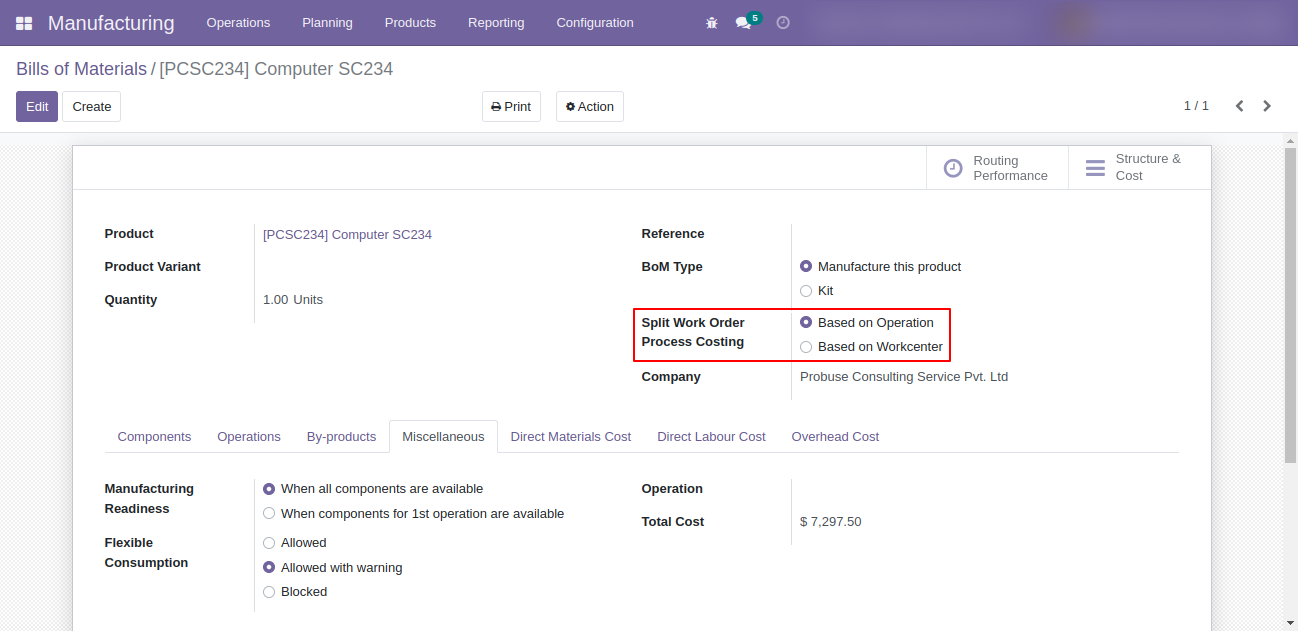 Manufacturing Operations Planning Products Reporting Configuration 5
Bills of Materials / [PCSC234] Computer SC234
Edit Create Print Action 1 / 1
Routing Performance
Structure & Cost
Product [PCSC234] Computer SC234
Product Variant
Quantity 1.00 Units
Reference
BoM Type Manufacture this product
Kit
Split Work Order Process Costing Based on Operation
Based on Workcenter
Company Probuse Consulting Service Pvt. Ltd
Components Operations By-products Miscellaneous Direct Materials Cost Direct Labour Cost Overhead Cost
Manufacturing Readiness When all components are available
When components for 1st operation are available
Flexible Consumption Allowed
Allowed with warning
Blocked
Operation
Total Cost $ 7,297.50